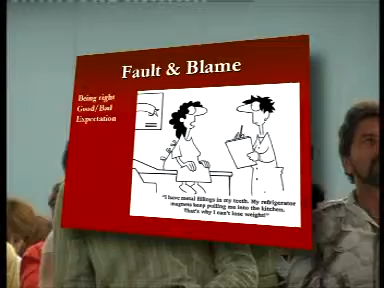 Fault & Blame
Being right
Good/Bad
Expectation
"I have metal fillings in my teeth. My refrigerator
magnets keep pulling me into the kitchen.
That's why I can't lose weight!"